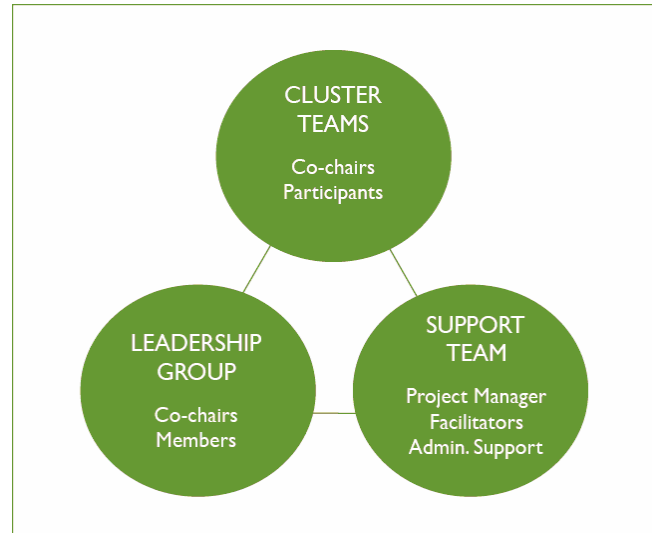 CLUSTER
TEAMS
Co-chairs
Participants
LEADERSHIP
GROUP
Co-chairs
Members
SUPPORT
TEAM
Project Manager
Facilitators
Admin. Support